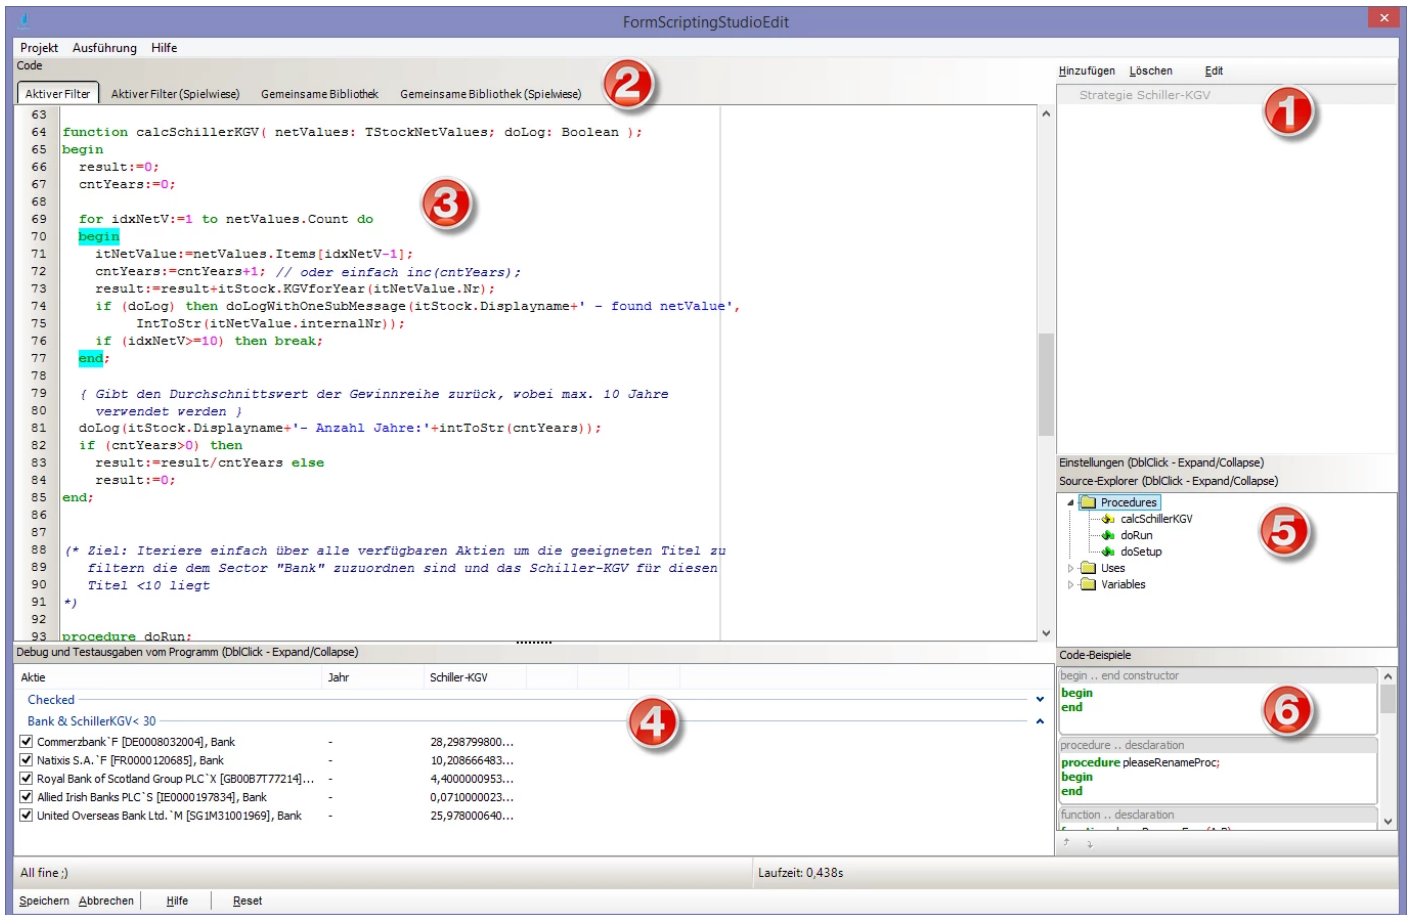 FormScriptingStudioEdit
Projekt Ausführung Hilfe
Code
Aktiver Filter Aktiver Filter (Spielwiese) Gemeinsame Bibliothek Gemeinsame Bibliothek (Spielwiese)
2
63
64 function calcSchillerKGV( netValues: TStockNetValues; doLog: Boolean );
65 begin
66 result:=0;
67 cntYears:=0;
68
69 for idxNetV:=1 to netValues.Count do
70 begin
71 itNetValue:=netValues.Items[idxNetV-1];
72 cntYears:=cntYears+1; // oder einfach inc(cntYears);
73 result:=result+itStock.KGVforYear(itNetValue.Nr);
74 if (doLog) then doLogWithOneSubMessage(itStock.Displayname+' - found netValue',
75 IntToStr(itNetValue.internalNr));
76 if (idxNetV>=10) then break;
77 end;
78
79 { Gibt den Durchschnittswert der Gewinnreihe zurück, wobei max. 10 Jahre
80 verwendet werden }
81 doLog(itStock.Displayname+'- Anzahl Jahre:'+intToStr(cntYears));
82 if (cntYears>0) then
83 result:=result/cntYears else
84 result:=0;
85 end;
86
87
88 (* Ziel: Iteriere einfach über alle verfügbaren Aktien um die geeigneten Titel zu
89 filtern die dem Sector "Bank" zuzuordnen sind und das Schiller-KGV für diesen
90 Titel <10 liegt
91 *)
92
93 procedure doRun;
3
Hinzufügen Löschen Edit
Strategie Schiller-KGV
1
Einstellungen (DblClick - Expand/Collapse)
Source-Explorer (DblClick - Expand/Collapse)
Procedures
calcSchillerKGV
doRun
doSetup
Uses
Variables
5
Debug und Testausgaben vom Programm (DblClick - Expand/Collapse)
Aktie Jahr Schiller-KGV
Checked
Bank & SchillerKGV< 30
Commerzbank`F [DE0008032004], Bank - 28,298799800...
Natixis S.A.`F [FR0000120685], Bank - 10,208666483...
Royal Bank of Scotland Group PLC`X [GB00B7T77214]... - 4,4000000953...
Allied Irish Banks PLC`S [IE0000197834], Bank - 0,0710000023...
United Overseas Bank Ltd.`M [SG1M31001969], Bank - 25,978000640...
4
Code-Beispiele
begin .. end constructor
begin
end
procedure .. desclaration
procedure pleaseRenameProc;
begin
end
function .. desclaration
6
All fine ;) Laufzeit: 0,438s
Speichern Abbrechen Hilfe Reset